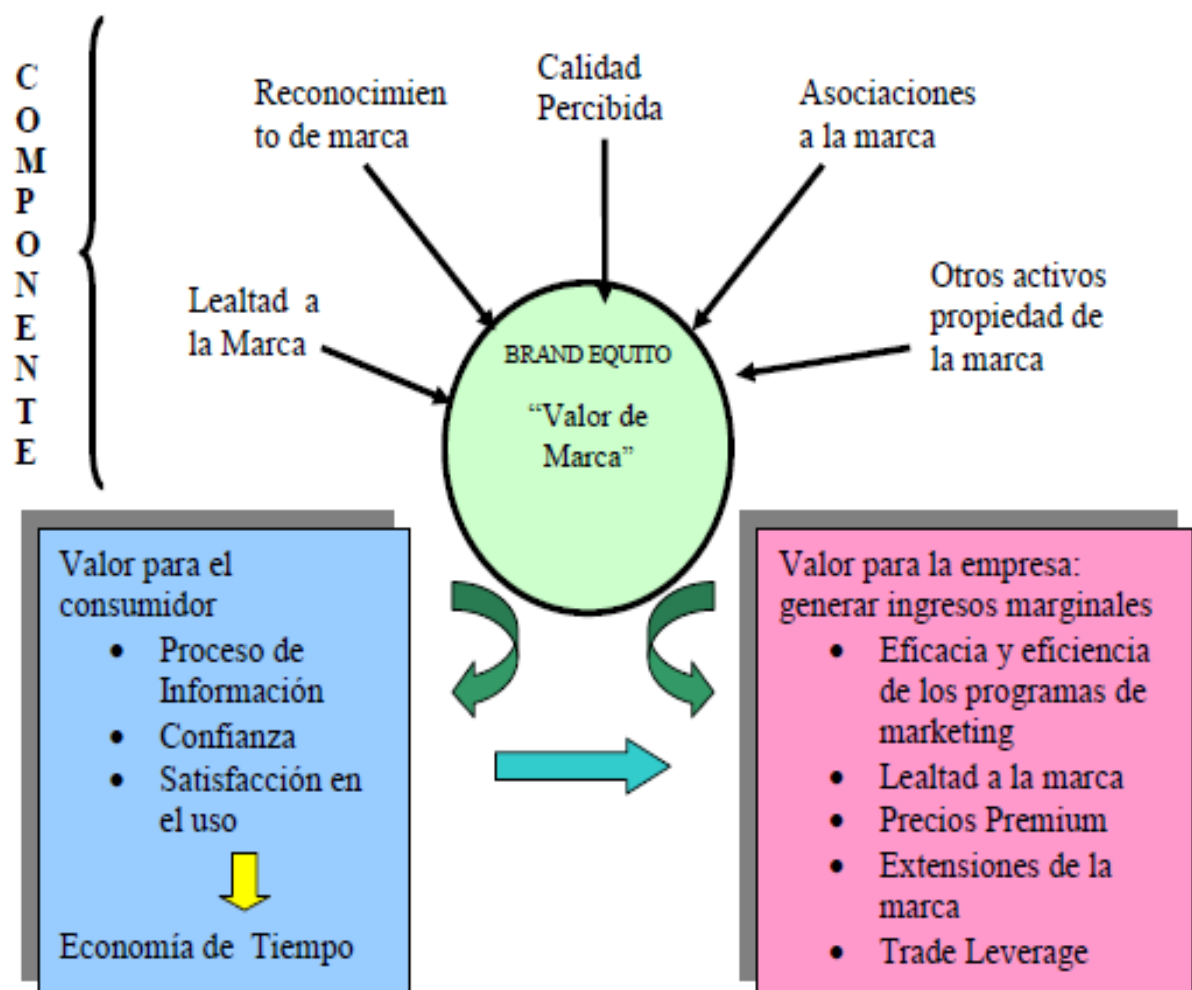 COMPONENTE
Reconocimien
to de marca
Calidad
Percibida
Asociaciones
a la marca
Lealtad a
la Marca
Otros activos
propiedad de
la marca
BRAND EQUITO
“Valor de
Marca”
Valor para el
consumidor
• Proceso de
Información
• Confianza
• Satisfacción en
el uso
Economía de Tiempo
Valor para la empresa:
generar ingresos marginales
• Eficacia y eficiencia
de los programas de
marketing
• Lealtad a la marca
• Precios Premium
• Extensiones de la
marca
• Trade Leverage